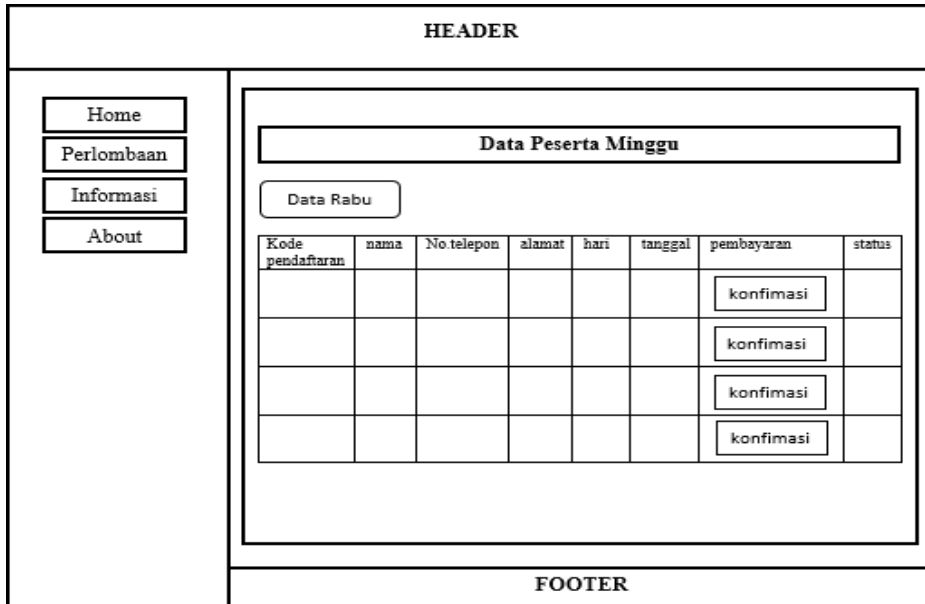 HEADER
Home
Perlombaan
Informasi
About
Data Peserta Minggu
Data Rabu
Kode nama No.telepon alamat hari tanggal pembayaran status
pendaftaran
konfimasi
konfimasi
konfimasi
konfimasi
FOOTER